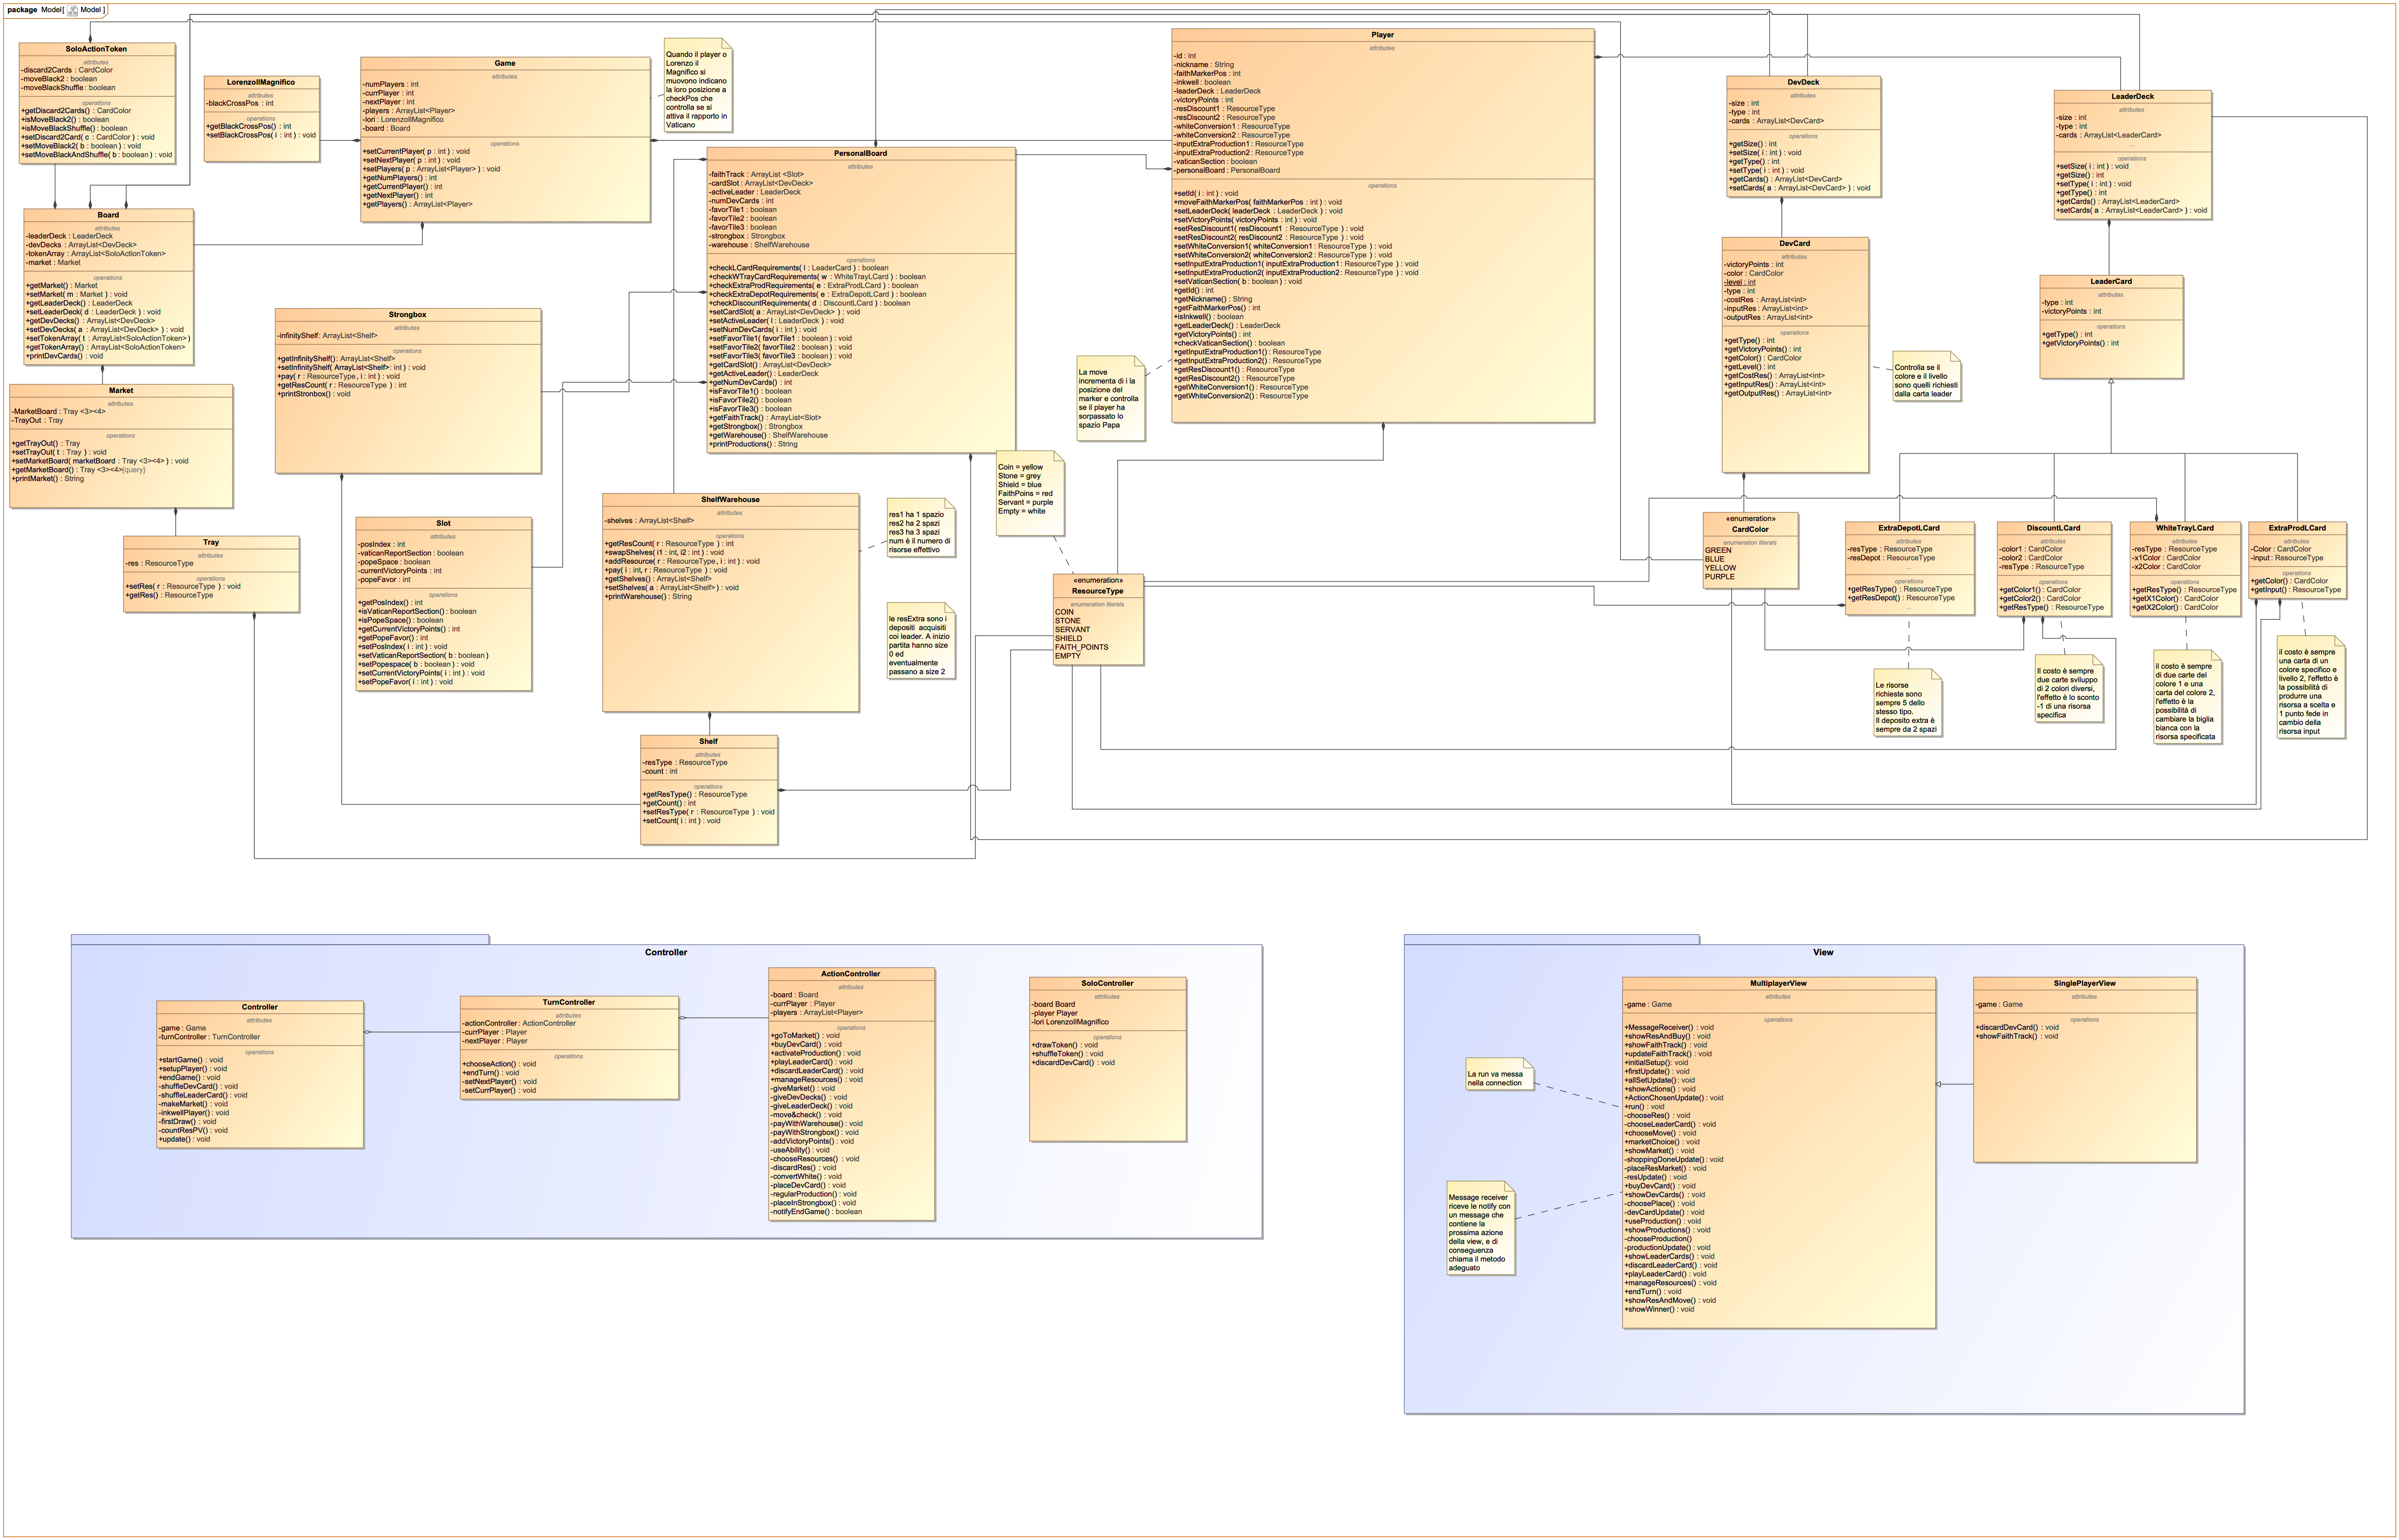 package Model[ Model ]
SoloActionToken
attributes
-discard2Cards : CardColor
-moveBlack2 : boolean
-moveBlackShuffle : boolean
operations
+getDiscard2Cards() : CardColor
+isMoveBlack2() : boolean
+isMoveBlackShuffle() : boolean
+setDiscard2Card( c : CardColor ) : void
+setMoveBlack2( b : boolean ) : void
+setMoveBlackAndShuffle( b : boolean ) : void
LorenzoIlMagnifico
attributes
-blackCrossPos : int
operations
+getBlackCrossPos() : int
+setBlackCrossPos( i : int ) : void
Game
attributes
-numPlayers : int
-currPlayer : int
-nextPlayer : int
-players : ArrayList<Player>
-lori : LorenzoIlMagnifico
-board : Board
operations
+setCurrentPlayer( p : int ) : void
+setNextPlayer( p : int ) : void
+setPlayers( p : ArrayList<Player> ) : void
+getNumPlayers() : int
+getCurrentPlayer() : int
+getNextPlayer() : int
+getPlayers() : ArrayList<Player>
Quando il player o
Lorenzo il
Magnifico si
muovono indicano
la loro posizione a
checkPos che
controlla se si
attiva il rapporto in
Vaticano
Board
attributes
-leaderDeck : LeaderDeck
-devDecks : ArrayList<DevDeck>
-tokenArray : ArrayList<SoloActionToken>
-market : Market
operations
+getMarket() : Market
+setMarket( m : Market ) : void
+getLeaderDeck() : LeaderDeck
+setLeaderDeck( d : LeaderDeck ) : void
+getDevDecks() : ArrayList<DevDeck>
+setDevDecks( a : ArrayList<DevDeck> ) : void
+setTokenArray( t : ArrayList<SoloActionToken> )
+getTokenArray() : ArrayList<SoloActionToken>
+printDevCards() : void
Market
attributes
-MarketBoard : Tray <3><4>
-TrayOut : Tray
operations
+getTrayOut() : Tray
+setTrayOut( t : Tray ) : void
+setMarketBoard( marketBoard : Tray <3><4> ) : void
+getMarketBoard() : Tray <3><4>{query}
+printMarket() : String
Tray
attributes
-res : ResourceType
operations
+setRes( r : ResourceType ) : void
+getRes() : ResourceType
Strongbox
attributes
-infinityShelf: ArrayList<Shelf>
operations
+getInfinityShelf() : ArrayList<Shelf>
+setInfinityShelf( ArrayList<Shelf>: int ) : void
+pay( r : ResourceType, i : int ) : void
+getResCount( r : ResourceType ) : int
+printStronbox() : void
Slot
attributes
-posIndex : int
-vaticanReportSection : boolean
-popeSpace : boolean
-currentVictoryPoints : int
-popeFavor : int
operations
+getPosIndex() : int
+isVaticanReportSection() : boolean
+isPopeSpace() : boolean
+getCurrentVictoryPoints() : int
+getPopeFavor() : int
+setPosIndex( i : int ) : void
+setVaticanReportSection( b : boolean )
+setPopespace( b : boolean ) : void
+setCurrentVictoryPoints( i : int ) : void
+setPopeFavor( i : int ) : void
PersonalBoard
attributes
-faithTrack : ArrayList <Slot>
-cardSlot : ArrayList<DevDeck>
-activeLeader : LeaderDeck
-numDevCards : int
-favorTile1 : boolean
-favorTile2 : boolean
-favorTile3 : boolean
-strongbox : Strongbox
-warehouse : ShelfWarehouse
operations
+checkLCardRequirements( l : LeaderCard ) : boolean
+checkWTrayCardRequirements( w : WhiteTrayLCard ) : boolean
+checkExtraProdRequirements( e : ExtraProdLCard ) : boolean
+checkExtraDepotRequirements( e : ExtraDepotLCard ) : boolean
+checkDiscountRequirements( d : DiscountLCard ) : boolean
+setCardSlot( a : ArrayList<DevDeck> ) : void
+setActiveLeader( l : LeaderDeck ) : void
+setNumDevCards( i : int ) : void
+setFavorTile1( favorTile1 : boolean ) : void
+setFavorTile2( favorTile2 : boolean ) : void
+setFavorTile3( favorTile3 : boolean ) : void
+getCardSlot() : ArrayList<DevDeck>
+getActiveLeader() : LeaderDeck
+getNumDevCards() : int
+isFavorTile1() : boolean
+isFavorTile2() : boolean
+isFavorTile3() : boolean
+getFaithTrack() : ArrayList<Slot>
+getStrongbox() : Strongbox
+getWarehouse() : ShelfWarehouse
+printProductions() : String
ShelfWarehouse
attributes
-shelves : ArrayList<Shelf>
operations
+getResCount( r : ResourceType ) : int
+swapShelves( i1 : int, i2 : int ) : void
+addResource( r : ResourceType, i : int ) : void
+pay( i : int, r : ResourceType ) : void
+getShelves() : ArrayList<Shelf>
+setShelves( a : ArrayList<Shelf> ) : void
+printWarehouse() : String
res1 ha 1 spazio
res2 ha 2 spazi
res3 ha 3 spazi
num è il numero di
risorse effettivo
le resExtra sono i
depositi acquisiti
coi leader. A inizio
partita hanno size
0 ed
eventualmente
passano a size 2
Shelf
attributes
-resType : ResourceType
-count : int
operations
+getResType() : ResourceType
+getCount() : int
+setResType( r : ResourceType ) : void
+setCount( i : int ) : void
Player
attributes
-id : int
-nickname : String
-faithMarkerPos : int
-inkwell : boolean
-leaderDeck : LeaderDeck
-victoryPoints : int
-resDiscount1 : ResourceType
-resDiscount2 : ResourceType
-whiteConversion1 : ResourceType
-whiteConversion2 : ResourceType
-inputExtraProduction1 : ResourceType
-inputExtraProduction2 : ResourceType
-vaticanSection : boolean
-personalBoard : PersonalBoard
operations
+setId( i : int ) : void
+moveFaithMarkerPos( faithMarkerPos : int ) : void
+setLeaderDeck( leaderDeck : LeaderDeck ) : void
+setVictoryPoints( victoryPoints : int ) : void
+setResDiscount1( resDiscount1 : ResourceType ) : void
+setResDiscount2( resDiscount2 : ResourceType ) : void
+setWhiteConversion1( whiteConversion1 : ResourceType ) : void
+setWhiteConversion2( whiteConversion2 : ResourceType ) : void
+setInputExtraProduction1( inputExtraProduction1 : ResourceType ) : void
+setInputExtraProduction2( inputExtraProduction2 : ResourceType ) : void
+setVaticanSection( b : boolean ) : void
+getId() : int
+getNickname() : String
+getFaithMarkerPos() : int
+isInkwell() : boolean
+getLeaderDeck() : LeaderDeck
+getVictoryPoints() : int
+checkVaticanSection() : boolean
+getInputExtraProduction1() : ResourceType
+getInputExtraProduction2() : ResourceType
+getResDiscount1() : ResourceType
+getResDiscount2() : ResourceType
+getWhiteConversion1() : ResourceType
+getWhiteConversion2() : ResourceType
La move
incrementa di i la
posizione del
marker e controlla
se il player ha
sorpassato lo
spazio Papa
Coin = yellow
Stone = grey
Shield = blue
FaithPoins = red
Servant = purple
Empty = white
«enumeration»
ResourceType
enumeration literals
COIN
STONE
SERVANT
SHIELD
FAITH_POINTS
EMPTY
DevDeck
attributes
-size : int
-type : int
-cards : ArrayList<DevCard>
operations
+getSize() : int
+setSize( i : int ) : void
+getType() : int
+setType( i : int ) : void
+getCards() : ArrayList<DevCard>
+setCards( a : ArrayList<DevCard> ) : void
DevCard
attributes
-victoryPoints : int
-color : CardColor
-level : int
-type : int
-costRes : ArrayList<int>
-inputRes : ArrayList<int>
-outputRes : ArrayList<int>
operations
+getType() : int
+getVictoryPoints() : int
+getColor() : CardColor
+getLevel() : int
+getCostRes() : ArrayList<int>
+getInputRes() : ArrayList<int>
+getOutputRes() : ArrayList<int>
Controlla se il
colore e il livello
sono quelli richiesti
dalla carta leader
LeaderDeck
attributes
-size : int
-type : int
-cards : ArrayList<LeaderCard>
...
operations
+setSize( i : int ) : void
+getSize() : int
+setType( i : int ) : void
+getType() : int
+getCards() : ArrayList<LeaderCard>
+setCards( a : ArrayList<LeaderCard> ) : void
LeaderCard
attributes
-type : int
-victoryPoints : int
operations
+getType() : int
+getVictoryPoints() : int
«enumeration»
CardColor
enumeration literals
GREEN
BLUE
YELLOW
PURPLE
ExtraDepotLCard
attributes
-resType : ResourceType
-resDepot : ResourceType
...
operations
+getResType() : ResourceType
+getResDepot() : ResourceType
...
DiscountLCard
attributes
-color1 : CardColor
-color2 : CardColor
-resType : ResourceType
operations
+getColor1() : CardColor
+getColor2() : CardColor
+getResType() : ResourceType
WhiteTrayLCard
attributes
-resType : ResourceType
-x1Color : CardColor
-x2Color : CardColor
operations
+getResType() : ResourceType
+getX1Color() : CardColor
+getX2Color() : CardColor
ExtraProdLCard
attributes
-Color : CardColor
-input : ResourceType
operations
+getColor() : CardColor
+getInput() : ResourceType
Le risorse
richieste sono
sempre 5 dello
stesso tipo.
Il deposito extra è
sempre da 2 spazi
Il costo è sempre
due carte sviluppo
di 2 colori diversi,
l'effetto è lo sconto
-1 di una risorsa
specifica
il costo è sempre
di due carte del
colore 1 e una
carta del colore 2,
l'effetto è la
possibilità di
cambiare la biglia
bianca con la
risorsa specificata
il costo è sempre
una carta di un
colore specifico e
livello 2, l'effetto è
la possibilità di
produrre una
risorsa a scelta e
1 punto fede in
cambio della
risorsa input
Controller
Controller
attributes
-game : Game
-turnController : TurnController
operations
+startGame() : void
+setupPlayer() : void
+endGame() : void
-shuffleDevCard() : void
-shuffleLeaderCard() : void
-makeMarket() : void
-inkwellPlayer() : void
-firstDraw() : void
-countResPV() : void
+update() : void
TurnController
attributes
-actionController : ActionController
-currPlayer : Player
-nextPlayer : Player
operations
+chooseAction() : void
+endTurn() : void
-setNextPlayer() : void
-setCurrPlayer() : void
ActionController
attributes
-board : Board
-currPlayer : Player
-players : ArrayList<Player>
operations
+goToMarket() : void
+buyDevCard() : void
+activateProduction() : void
+playLeaderCard() : void
+discardLeaderCard() : void
+manageResources() : void
-giveMarket() : void
-giveDevDecks() : void
-giveLeaderDeck() : void
-move&check() : void
-payWithWarehouse() : void
-payWithStrongbox() : void
-addVictoryPoints() : void
-useAbility() : void
-chooseResources() : void
-discardRes() : void
-convertWhite() : void
-placeDevCard() : void
-regularProduction() : void
-placeInStrongbox() : void
-notifyEndGame() : boolean
SoloController
attributes
-board Board
-player Player
-lori LorenzoIlMagnifico
operations
+drawToken() : void
+shuffleToken() : void
+discardDevCard() : void
View
MultiplayerView
attributes
-game : Game
operations
+MessageReceiver() : void
+showResAndBuy() : void
+showFaithTrack() : void
+updateFaithTrack() : void
+initialSetup() : void
+firstUpdate() : void
+allSetUpdate() : void
+showActions() : void
+ActionChosenUpdate() : void
+run() : void
-chooseRes() : void
-chooseLeaderCard() : void
+chooseMove() : void
+marketChoice() : void
+showMarket() : void
-shoppingDoneUpdate() : void
-placeResMarket() : void
-resUpdate() : void
+buyDevCard() : void
+showDevCards() : void
-choosePlace() : void
-devCardUpdate() : void
+useProduction() : void
+showProductions() : void
-chooseProduction()
-productionUpdate() : void
+showLeaderCards() : void
+discardLeaderCard() : void
+playLeaderCard() : void
+manageResources() : void
+endTurn() : void
+showResAndMove() : void
+showWinner() : void
SinglePlayerView
attributes
-game : Game
operations
+discardDevCard() : void
+showFaithTrack() : void
La run va messa
nella connection
Message receiver
riceve le notify con
un message che
contiene la
prossima azione
della view, e di
conseguenza
chiama il metodo
adeguato